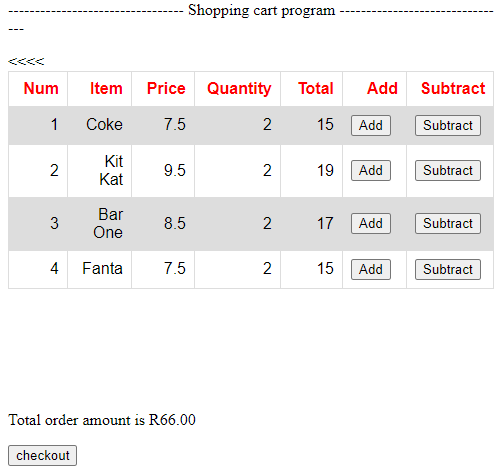 --------------------------------- Shopping cart program -----------------------------
---
<<<<
Num Item Price Quantity Total Add Subtract
1 Coke 7.5 2 15 Add Subtract
2 Kit Kat 9.5 2 19 Add Subtract
3 Bar One 8.5 2 17 Add Subtract
4 Fanta 7.5 2 15 Add Subtract
Total order amount is R66.00
checkout